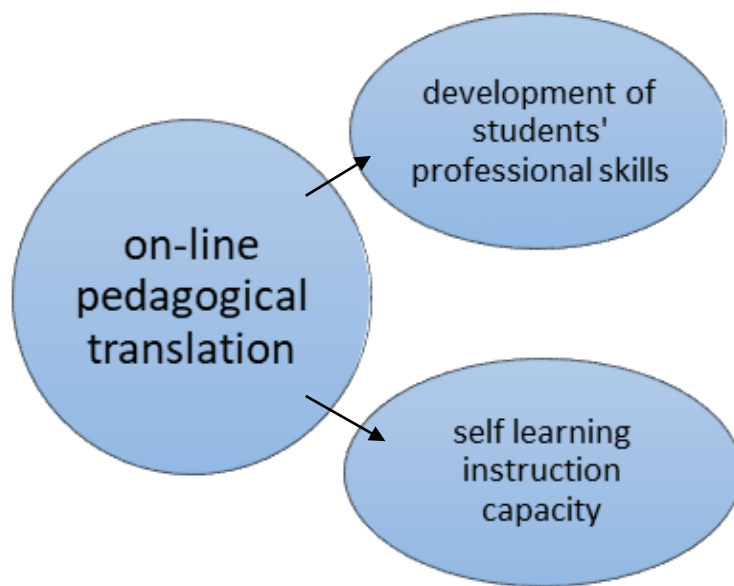 development of
students'
professional skills
on-line
pedagogical
translation
self learning
instruction
capacity